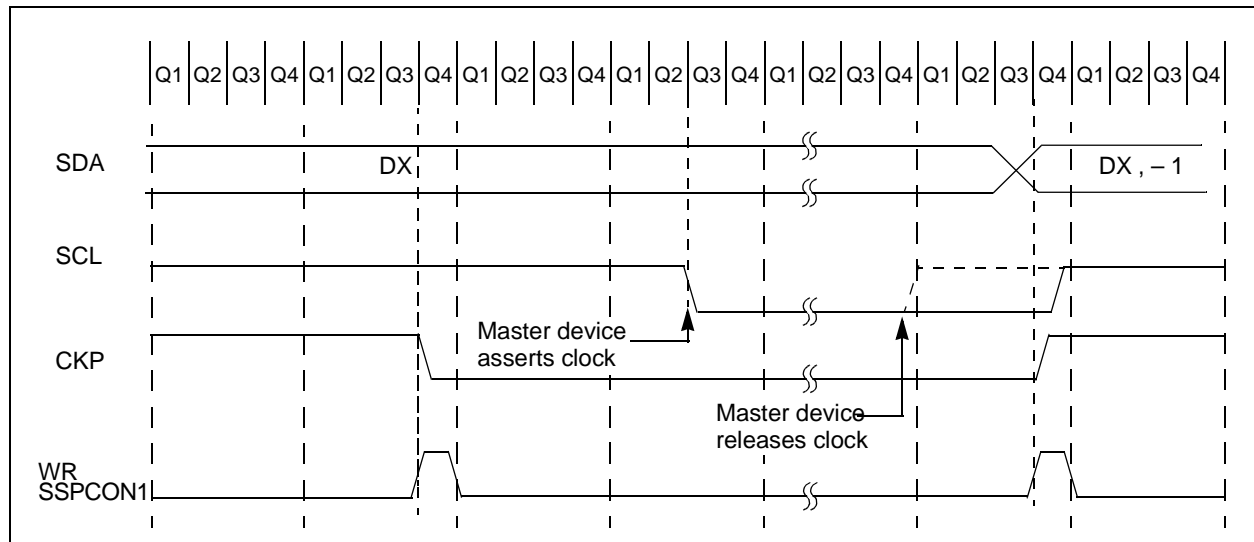 Q1 Q2 Q3 Q4 Q1 Q2 Q3 Q4 Q1 Q2 Q3 Q4 Q1 Q2 Q3 Q4 Q1 Q2 Q3 Q4 Q1 Q2 Q3 Q4 Q1 Q2 Q3 Q4
SDA
DX
DX , – 1
SCL
Master device
asserts clock
CKP
Master device
releases clock
WR
SSPCON1